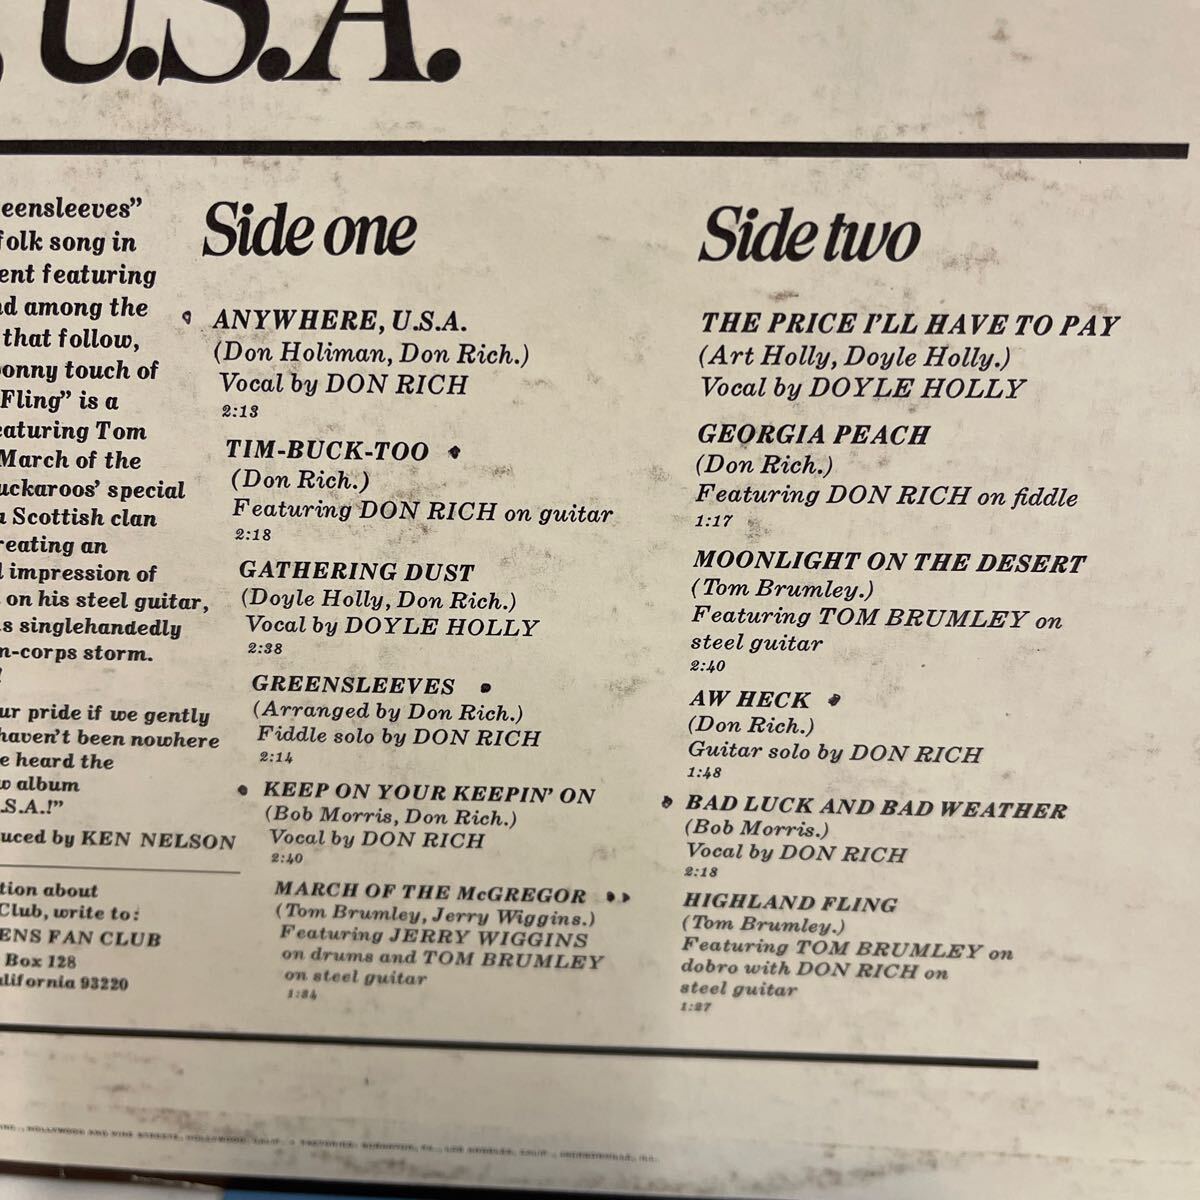 U.S.A.
eensleeves"
folk song in
ent featuring
d among the
that follow,
onny touch of
Fling" is a
eaturing Tom
March of the
uckaroos' special
a Scottish clan
reating an
l impression of
on his steel guitar,
s singlehandedly
n-corps storm.
ur pride if we gently
haven't been nowhere
e heard the
w album
.S.A.!"
uced by KEN NELSON
tion about
Club, write to:
ENS FAN CLUB
Box 128
alifornia 93220
Side one
ANYWHERE, U.S.A.
(Don Holiman, Don Rich.)
Vocal by DON RICH
2:13
TIM-BUCK-TOO
(Don Rich.)
Featuring DON RICH on guitar
2:18
GATHERING DUST
(Doyle Holly, Don Rich.)
Vocal by DOYLE HOLLY
2:38
GREENSLEEVES
(Arranged by Don Rich.)
Fiddle solo by DON RICH
2:14
KEEP ON YOUR KEEPIN' ON
(Bob Morris, Don Rich.)
Vocal by DON RICH
2:40
MARCH OF THE McGREGOR
(Tom Brumley, Jerry Wiggins.)
Featuring JERRY WIGGINS
on drums and TOM BRUMLEY
on steel guitar
1:34
Side two
THE PRICE I'LL HAVE TO PAY
(Art Holly, Doyle Holly.)
Vocal by DOYLE HOLLY
GEORGIA PEACH
(Don Rich.)
Featuring DON RICH on fiddle
1:17
MOONLIGHT ON THE DESERT
(Tom Brumley.)
Featuring TOM BRUMLEY on
steel guitar
2:40
AW HECK
(Don Rich.)
Guitar solo by DON RICH
1:48
BAD LUCK AND BAD WEATHER
(Bob Morris.)
Vocal by DON RICH
2:18
HIGHLAND FLING
(Tom Brumley.)
Featuring TOM BRUMLEY on
dobro with DON RICH on
steel guitar
1:27
HOLLYWOOD AND VINE STREETS, HOLLYWOOD, CALIF.